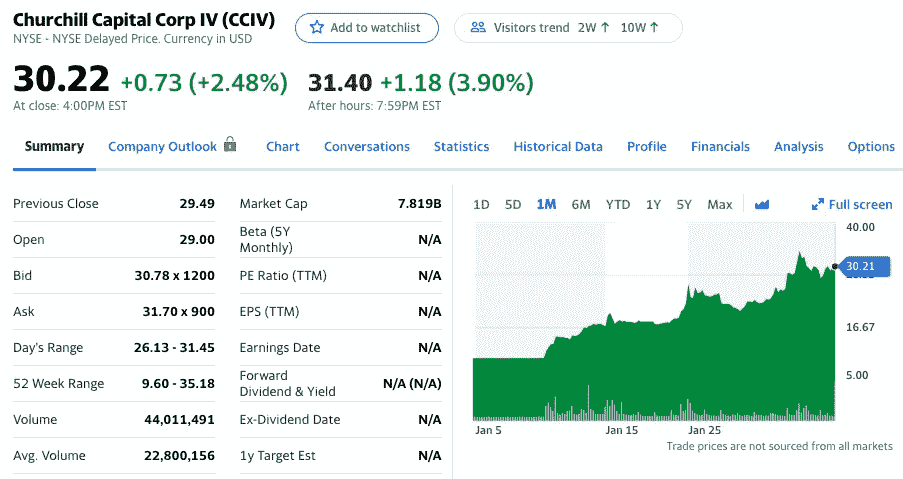 Churchill Capital Corp IV (CCIV)
NYSE - NYSE Delayed Price. Currency in USD
Add to watchlist
Visitors trend 2W ↑ 10W ↑
30.22 +0.73 (+2.48%)
At close: 4:00PM EST
31.40 +1.18 (3.90%)
After hours: 7:59PM EST
Summary Company Outlook Chart Conversations Statistics Historical Data Profile Financials Analysis Options
Previous Close 29.49
Open 29.00
Bid 30.78 x 1200
Ask 31.70 x 900
Day's Range 26.13 - 31.45
52 Week Range 9.60 - 35.18
Volume 44,011,491
Avg. Volume 22,800,156
Market Cap 7.819B
Beta (5Y
Monthly) N/A
PE Ratio (TTM) N/A
EPS (TTM) N/A
Earnings Date N/A
Forward
Dividend & Yield N/A (N/A)
Ex-Dividend Date N/A
1y Target Est N/A
1D 5D 1M 6M YTD 1Y 5Y Max
Full screen
40.00
30.21
16.67
5.00
Jan 5 Jan 15 Jan 25
Trade prices are not sourced from all markets